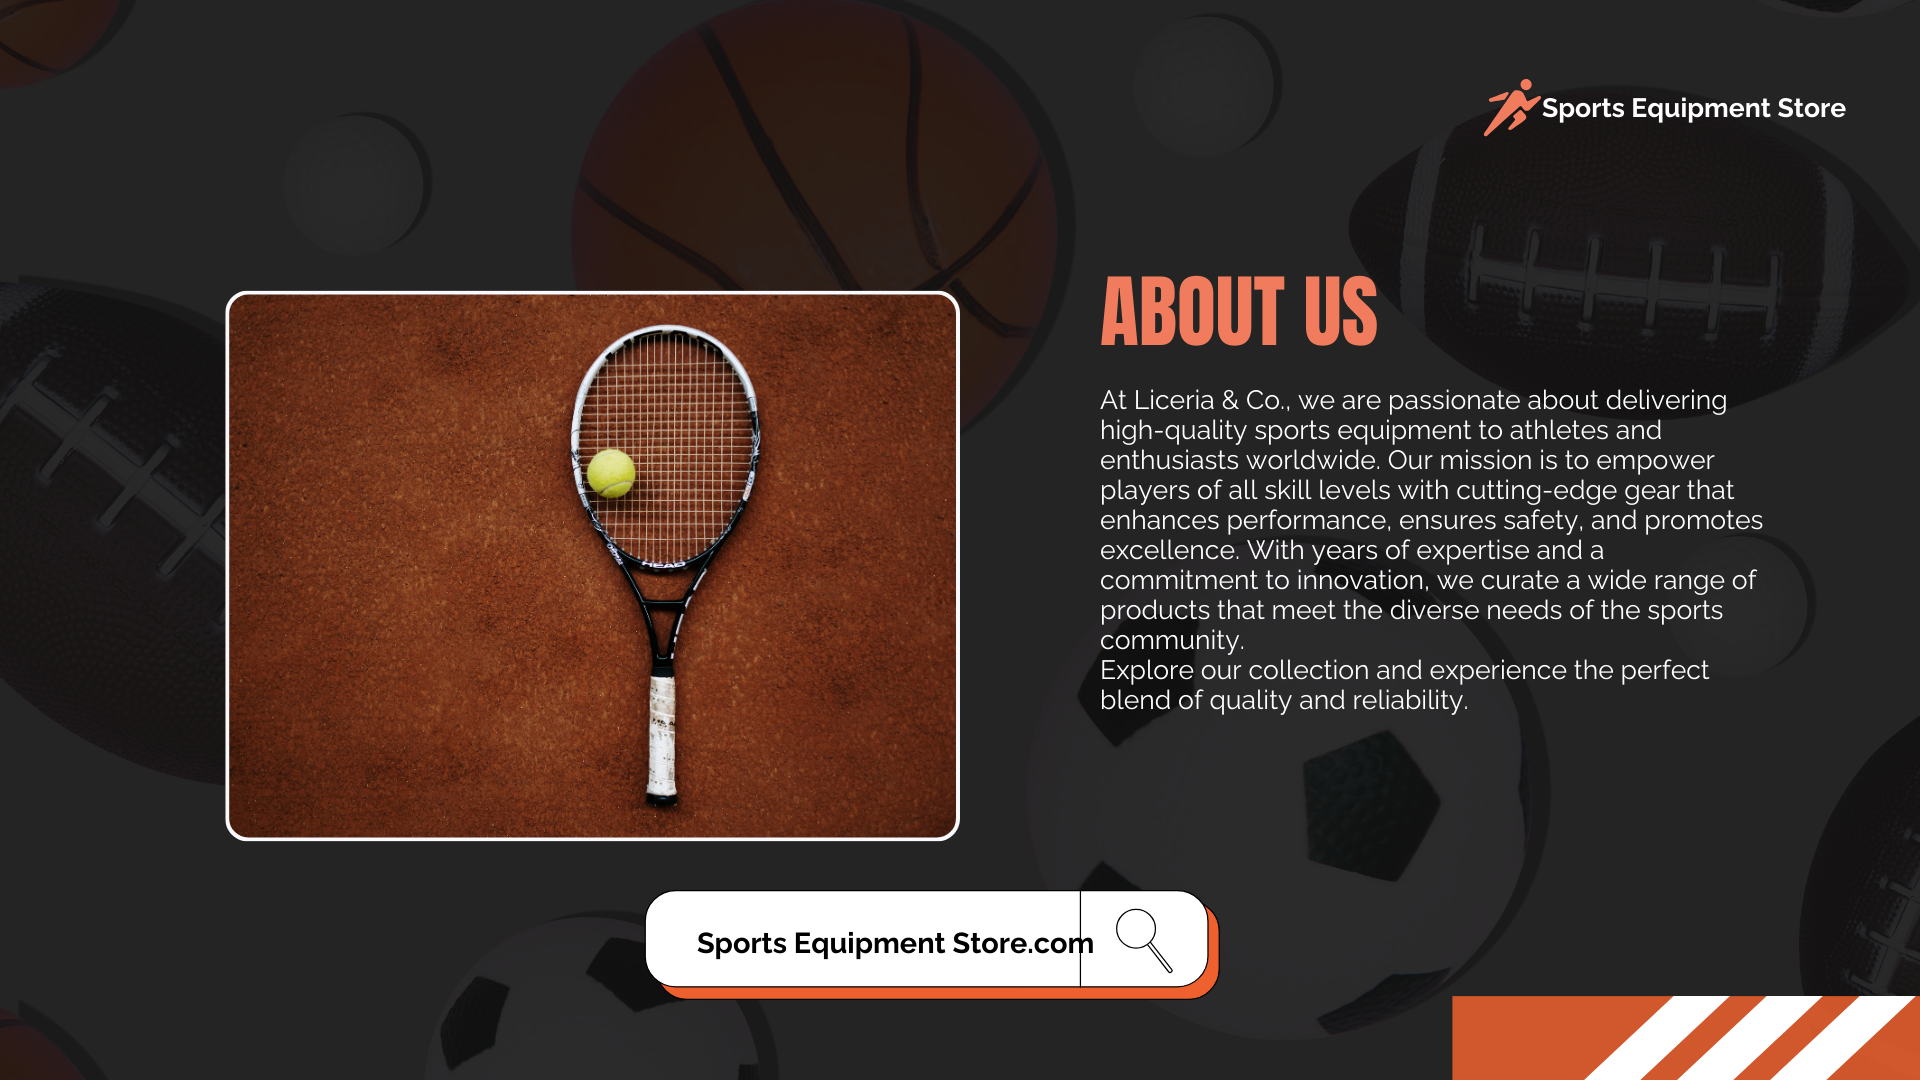 Sports Equipment Store
ABOUT US
At Liceria & Co., we are passionate about delivering
high-quality sports equipment to athletes and
enthusiasts worldwide. Our mission is to empower
players of all skill levels with cutting-edge gear that
enhances performance, ensures safety, and promotes
excellence. With years of expertise and a
commitment to innovation, we curate a wide range of
products that meet the diverse needs of the sports
community.
Explore our collection and experience the perfect
blend of quality and reliability.
HEAD
Sports Equipment Store.com